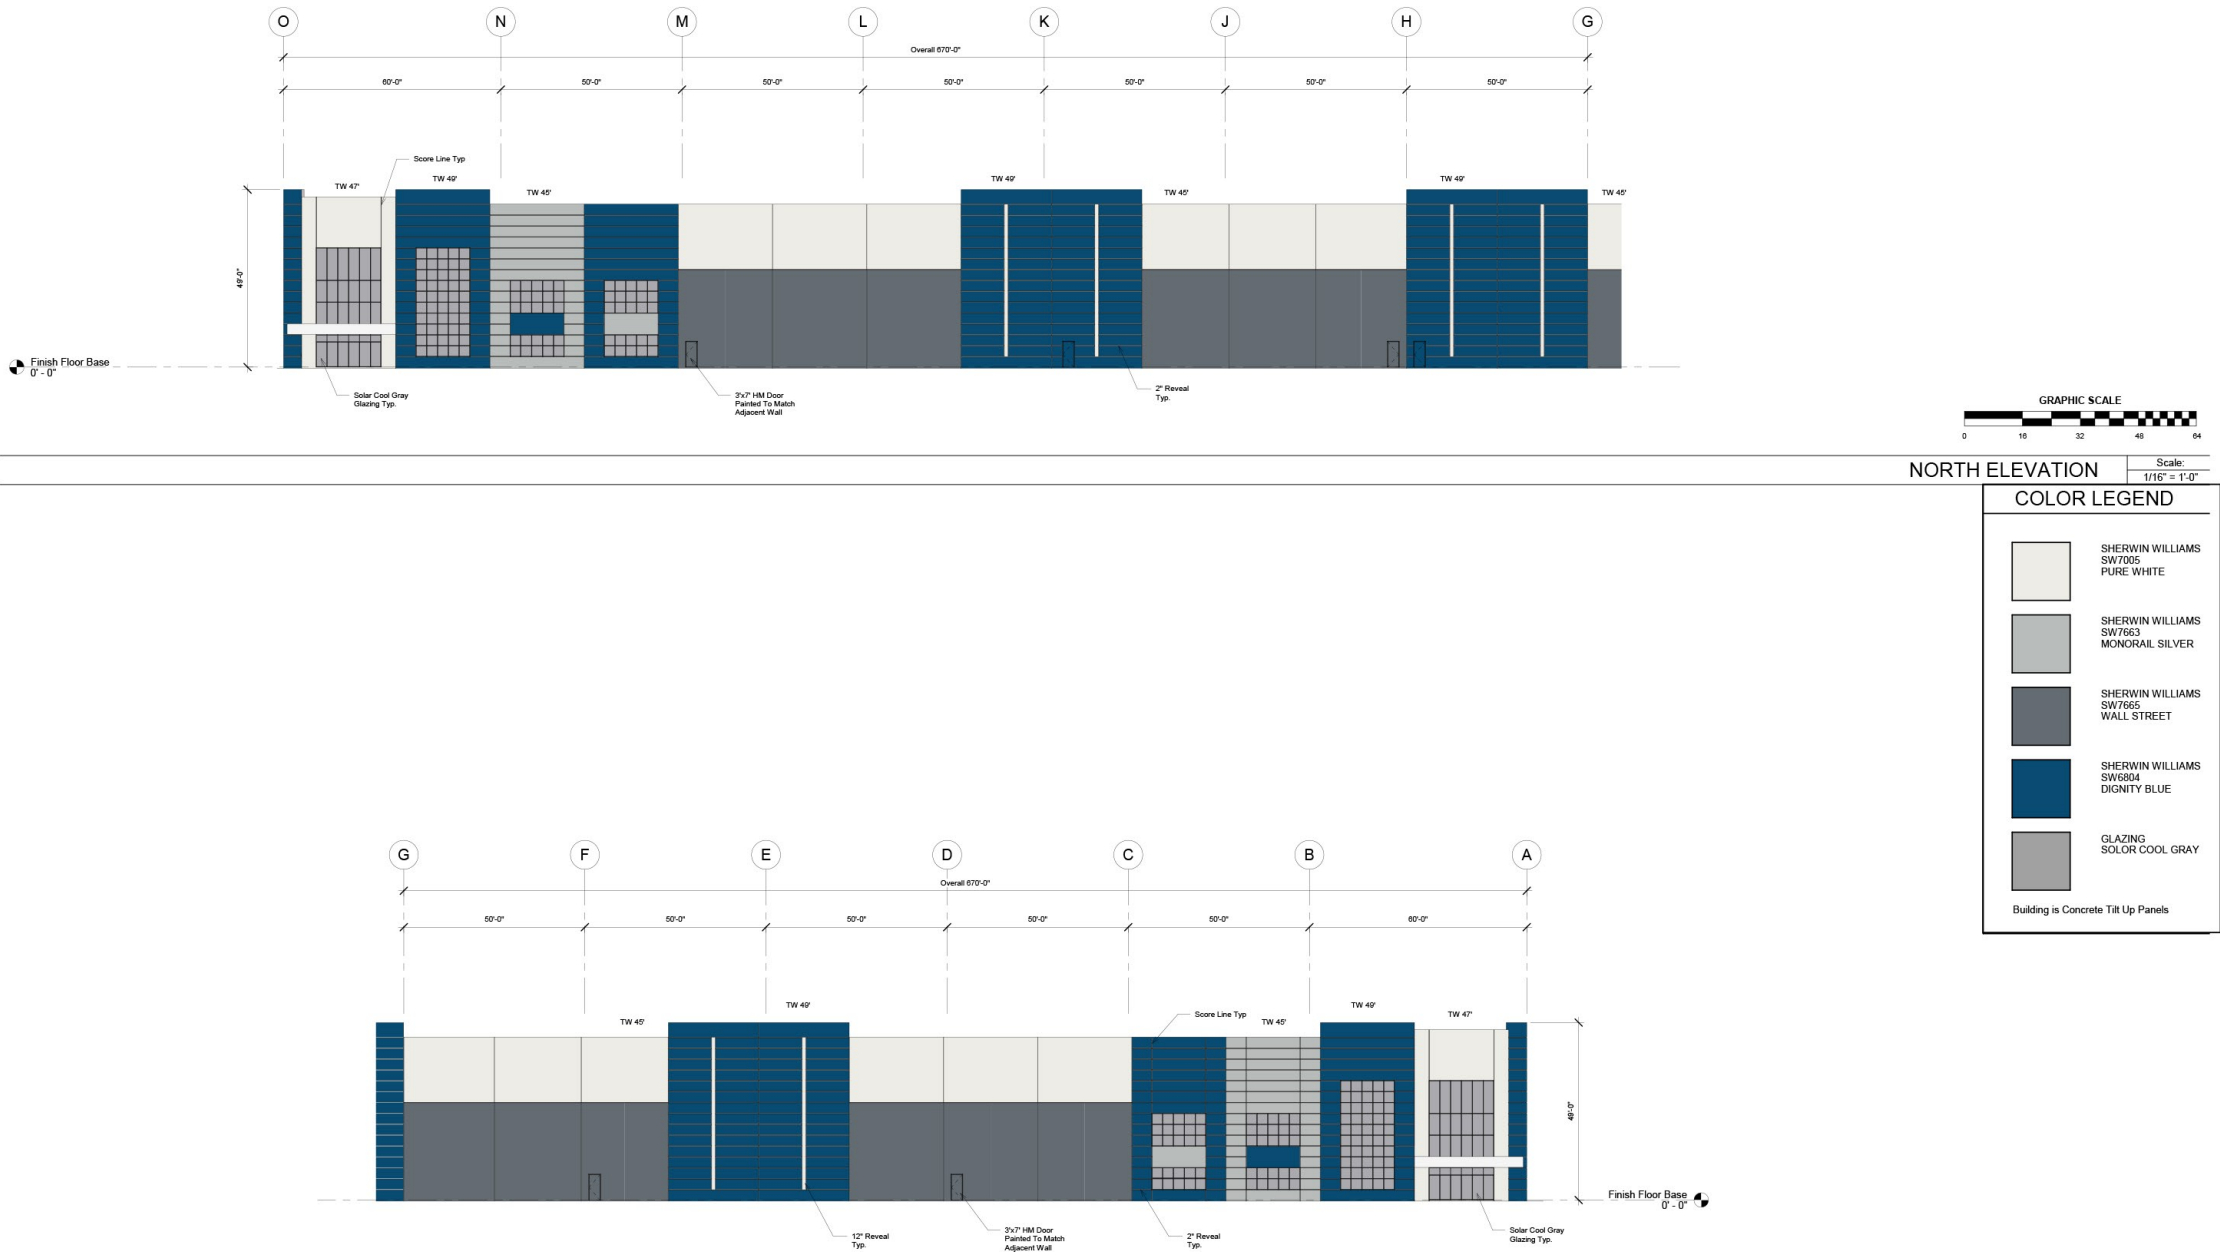 O N M L K J H G
Overall 670'-0"
60'-0" 50'-0" 50'-0" 50'-0" 50'-0" 50'-0" 50'-0"
Score Line Typ
TW 47' TW 49' TW 45' TW 49' TW 45' TW 49' TW 45'
49'-0"
Finish Floor Base
0' - 0"
Solar Cool Gray
Glazing Typ.
3'x7' HM Door
Painted To Match
Adjacent Wall
2" Reveal
Typ.
GRAPHIC SCALE
0 16 32 48 64
NORTH ELEVATION
Scale:
1/16" = 1'-0"
COLOR LEGEND
SHERWIN WILLIAMS
SW7005
PURE WHITE
SHERWIN WILLIAMS
SW7663
MONORAIL SILVER
SHERWIN WILLIAMS
SW7665
WALL STREET
SHERWIN WILLIAMS
SW6804
DIGNITY BLUE
GLAZING
SOLOR COOL GRAY
Building is Concrete Tilt Up Panels
G F E D C B A
Overall 670'-0"
50'-0" 50'-0" 50'-0" 50'-0" 50'-0" 60'-0"
TW 45' TW 49' Score Line Typ TW 45' TW 49' TW 47'
49'-0"
Finish Floor Base
0' - 0"
12" Reveal
Typ.
3'x7' HM Door
Painted To Match
Adjacent Wall
2" Reveal
Typ.
Solar Cool Gray
Glazing Typ.